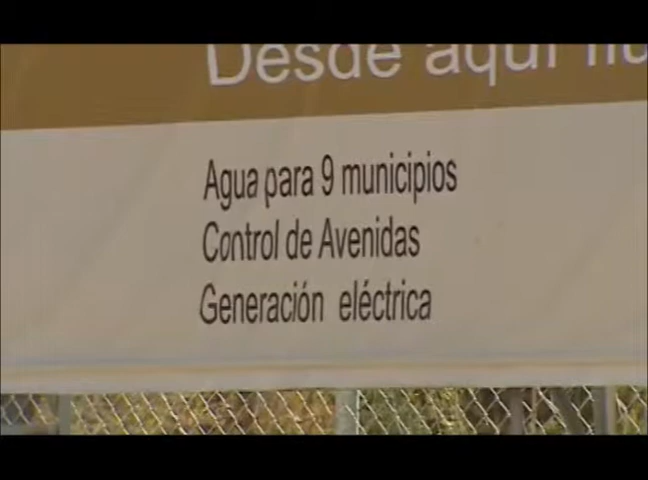 Desde aquí
Agua para 9 municipios
Control de Avenidas
Generación eléctrica